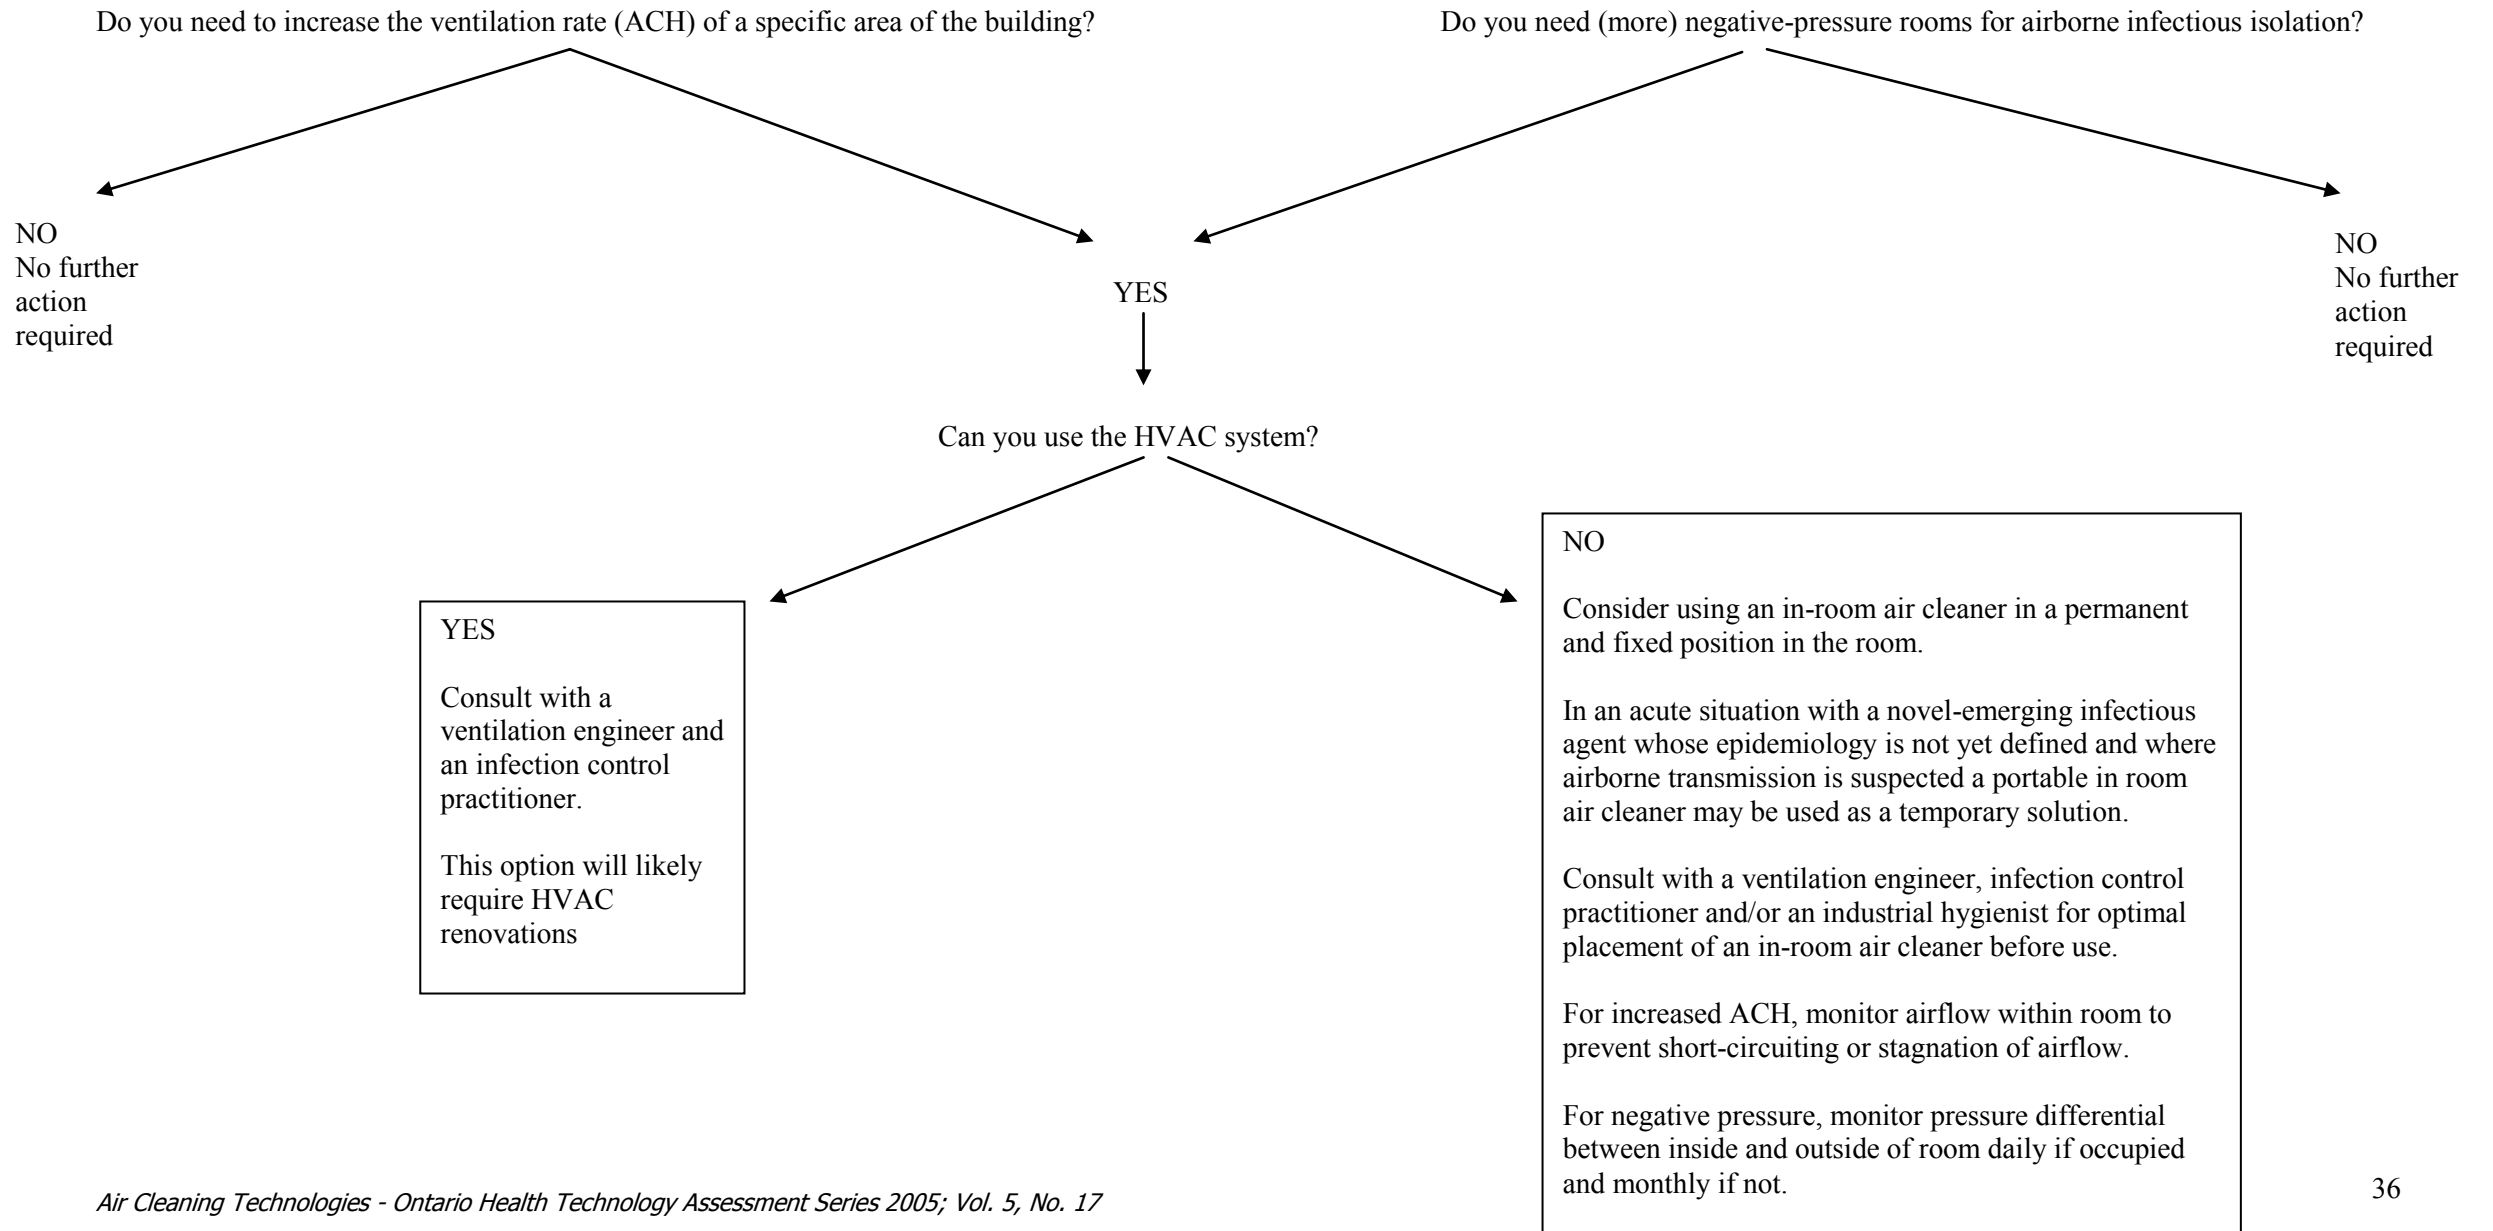 Do you need to increase the ventilation rate (ACH) of a specific area of the building?
Do you need (more) negative-pressure rooms for airborne infectious isolation?
NO
No further
action
required
YES
NO
No further
action
required
Can you use the HVAC system?
YES
Consult with a
ventilation engineer and
an infection control
practitioner.
This option will likely
require HVAC
renovations
NO
Consider using an in-room air cleaner in a permanent
and fixed position in the room.
In an acute situation with a novel-emerging infectious
agent whose epidemiology is not yet defined and where
airborne transmission is suspected a portable in room
air cleaner may be used as a temporary solution.
Consult with a ventilation engineer, infection control
practitioner and/or an industrial hygienist for optimal
placement of an in-room air cleaner before use.
For increased ACH, monitor airflow within room to
prevent short-circuiting or stagnation of airflow.
For negative pressure, monitor pressure differential
between inside and outside of room daily if occupied
and monthly if not.
Air Cleaning Technologies - Ontario Health Technology Assessment Series 2005; Vol. 5, No. 17
36